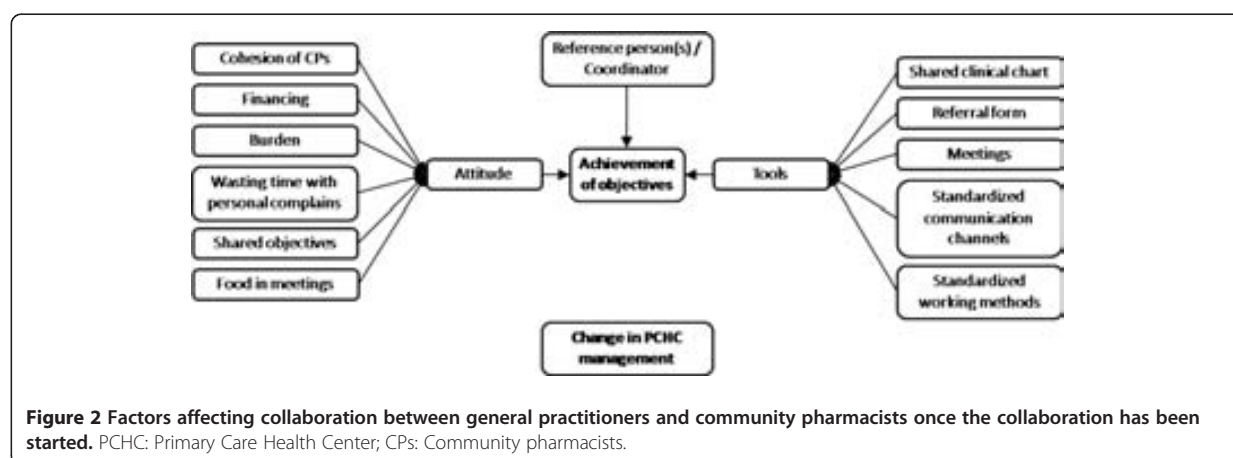 Cohesion of CPs
Financing
Burden
Wasting time with
personal complains
Shared objectives
Food in meetings
Attitude
Reference person(s) /
Coordinator
Achievement
of objectives
Change in PCHC
management
Tools
Shared clinical chart
Referral form
Meetings
Standardized
communication
channels
Standardized
working methods
Figure 2 Factors affecting collaboration between general practitioners and community pharmacists once the collaboration has been
started. PCHC: Primary Care Health Center; CPs: Community pharmacists.